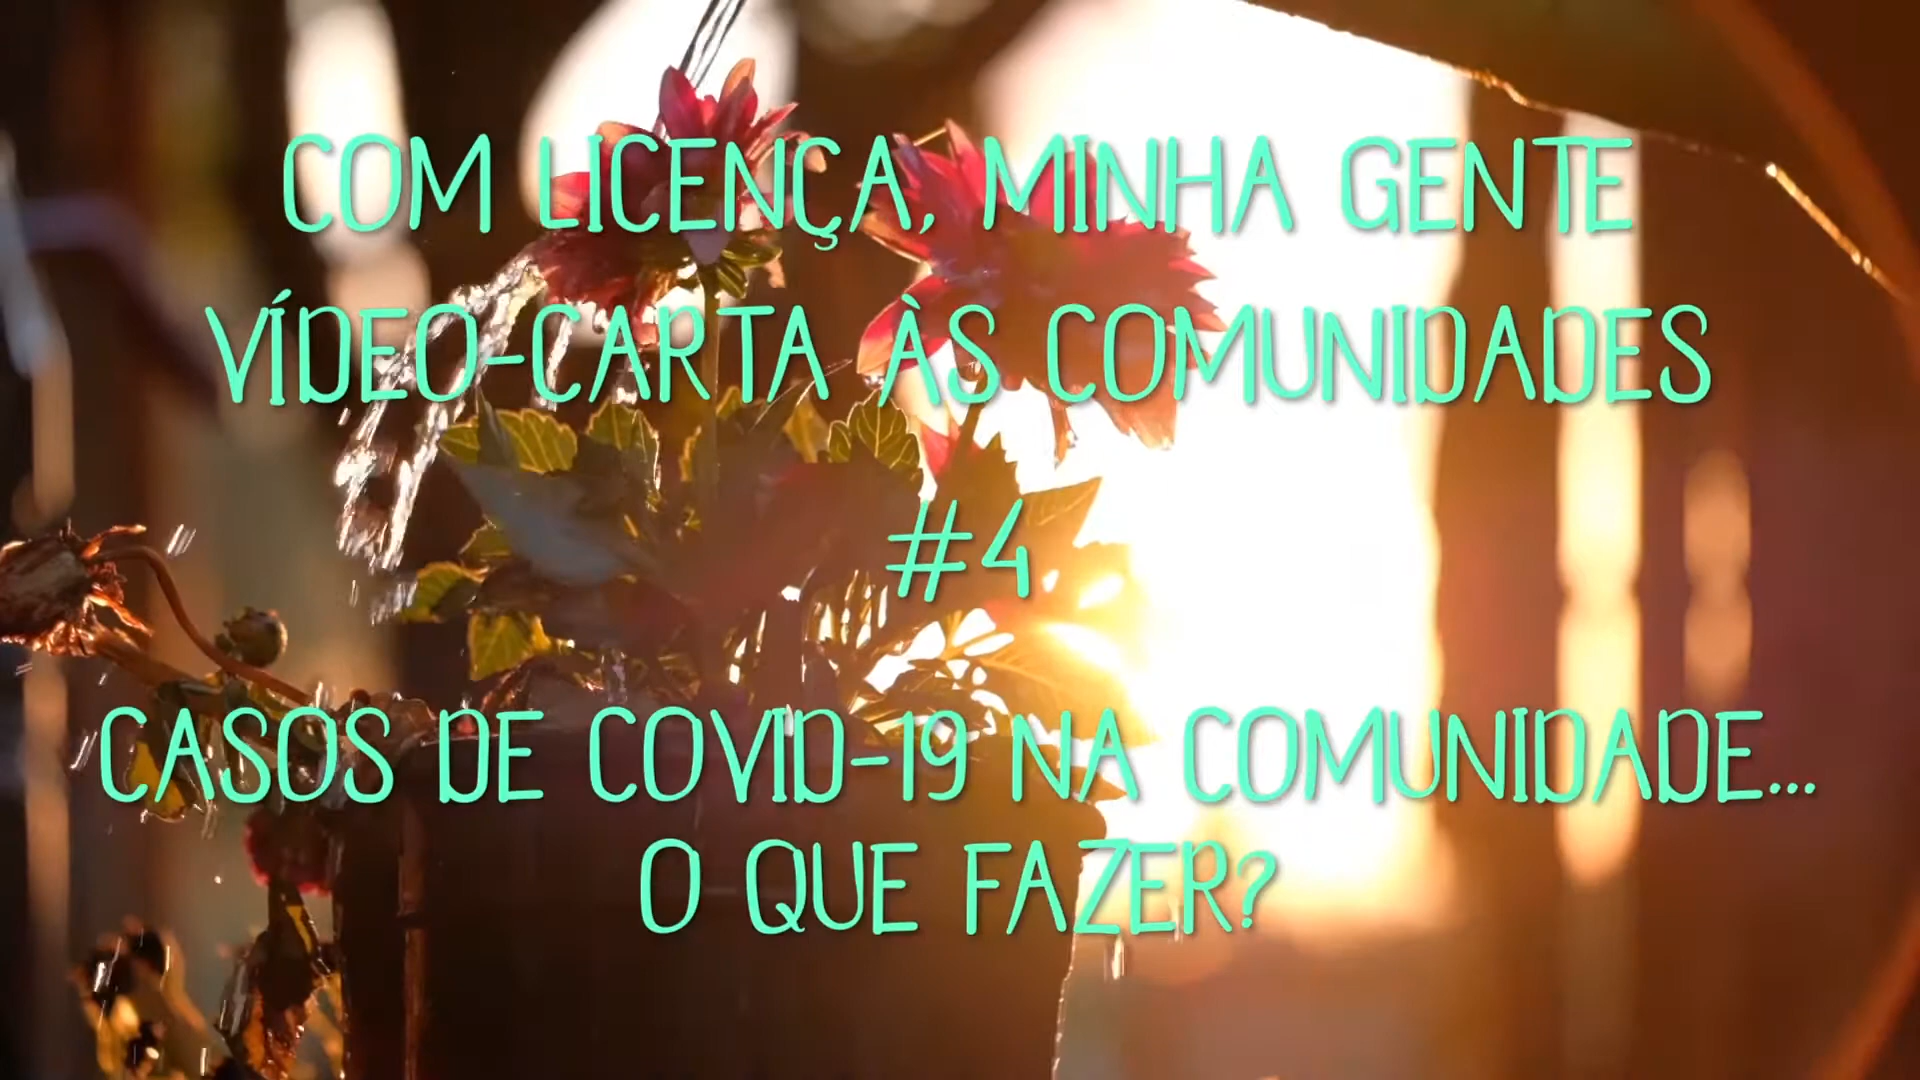 COM LICENÇA, MINHA GENTE
VÍDEO-CARTA ÀS COMUNIDADES
#4
CASOS DE COVID-19 NA COMUNIDADE...
O QUE FAZER?